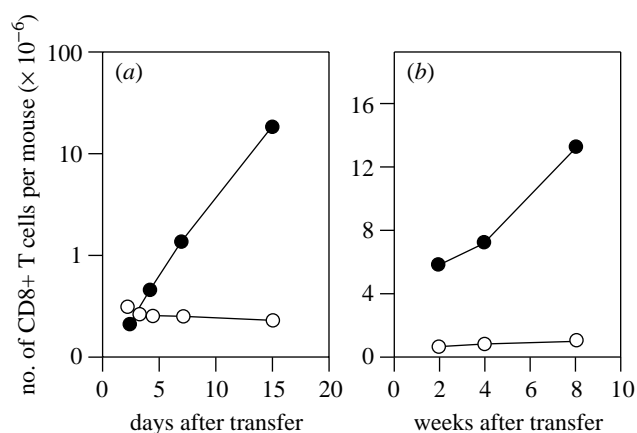 no. of CD8+ T cells per mouse (× 10⁻⁶)
(a)
100
10
1
0
0 5 10 15 20
days after transfer
(b)
16
12
8
4
0
0 2 4 6 8 10
weeks after transfer